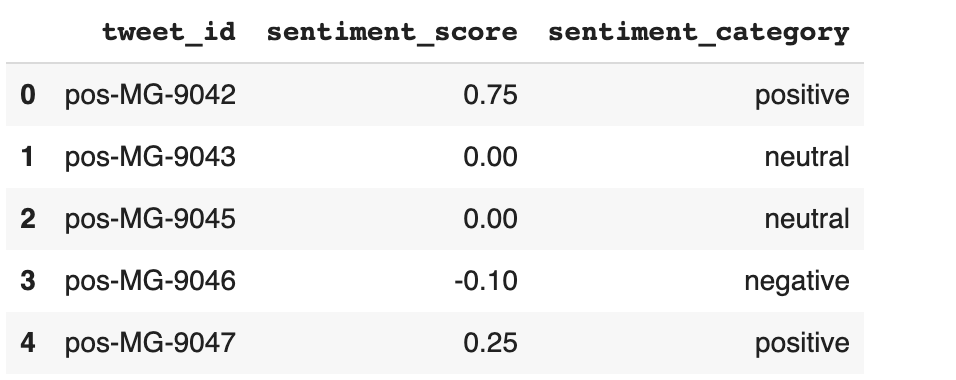 tweet_id sentiment_score sentiment_category
0 pos-MG-9042 0.75 positive
1 pos-MG-9043 0.00 neutral
2 pos-MG-9045 0.00 neutral
3 pos-MG-9046 -0.10 negative
4 pos-MG-9047 0.25 positive